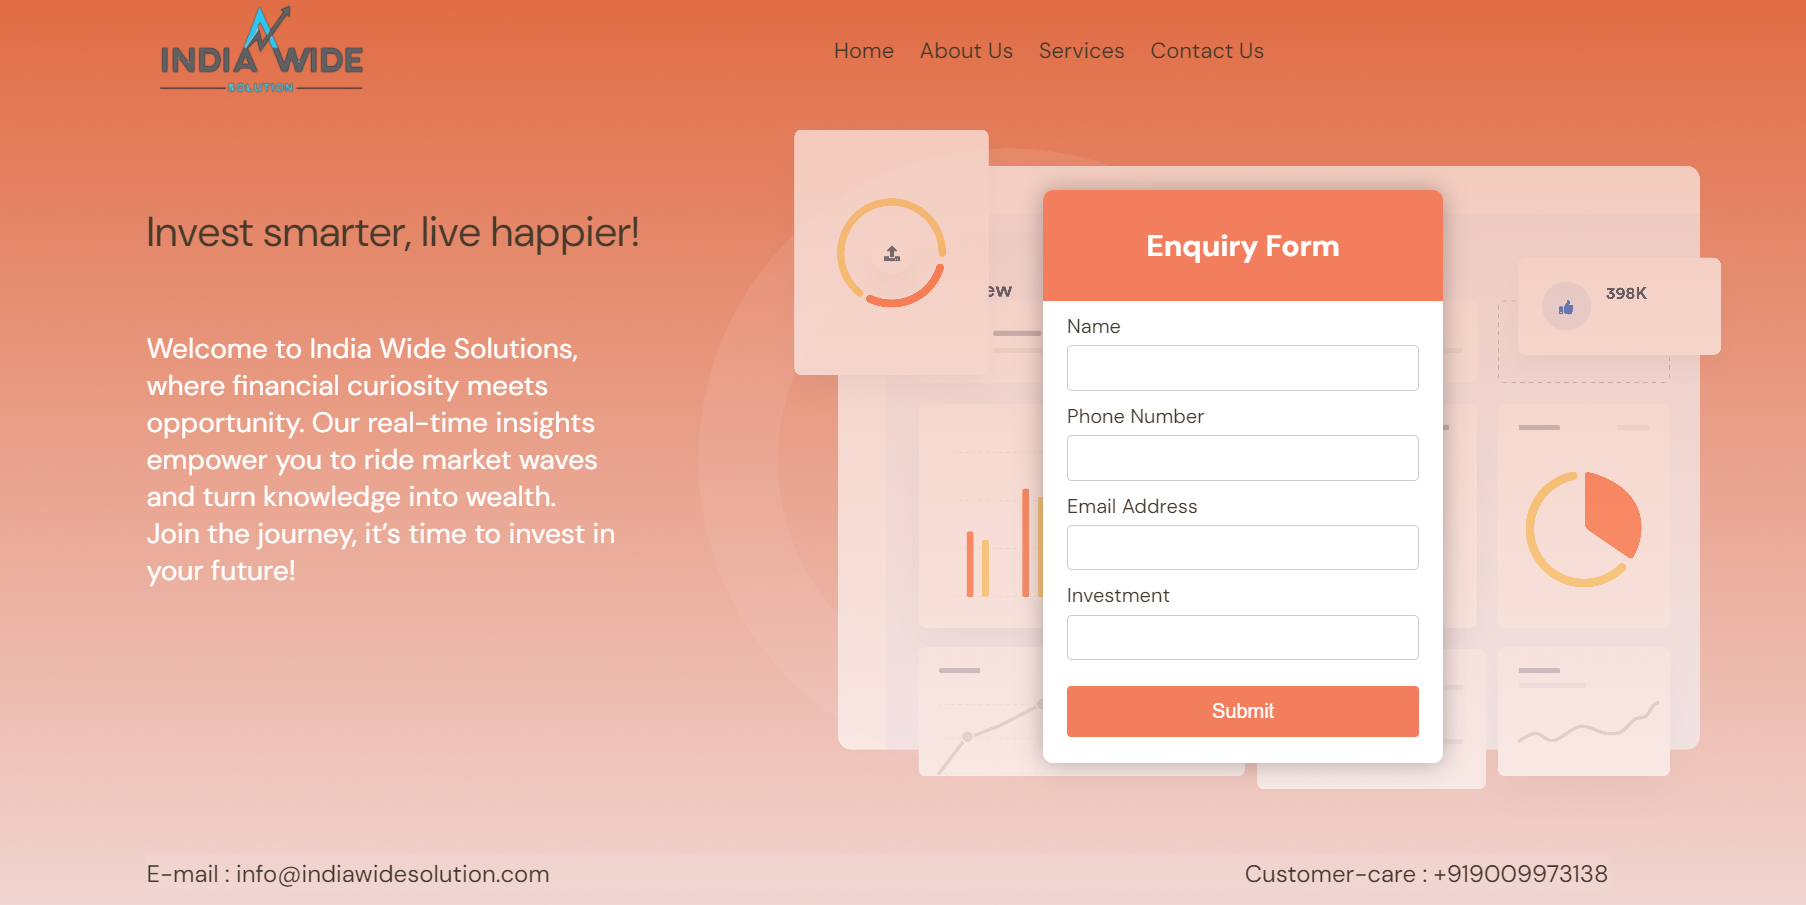 INDIA WIDE
SOLUTION
Home About Us Services Contact Us
Invest smarter, live happier!
Welcome to India Wide Solutions,
where financial curiosity meets
opportunity. Our real-time insights
empower you to ride market waves
and turn knowledge into wealth.
Join the journey, it’s time to invest in
your future!
Enquiry Form
Name
Phone Number
Email Address
Investment
Submit
398K
E-mail : info@indiawidesolution.com
Customer-care : +919009973138